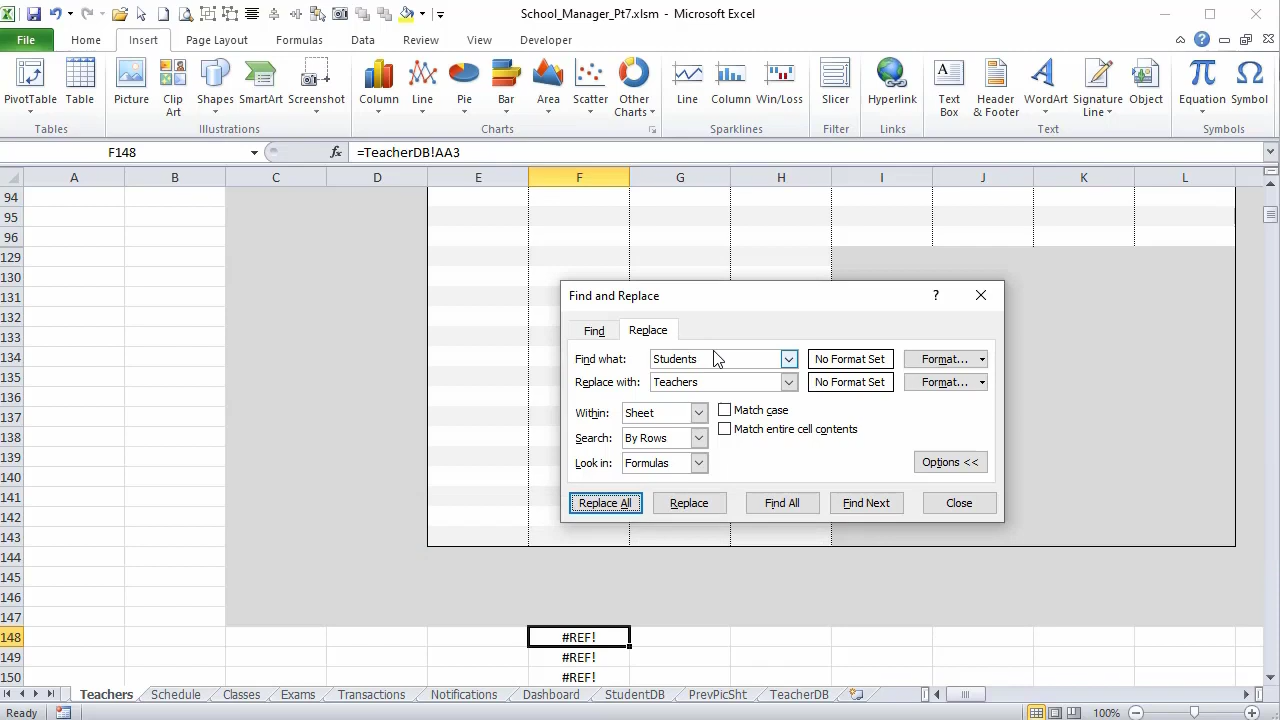 School_Manager_Pt7.xlsm - Microsoft Excel
File Home Insert Page Layout Formulas Data Review View Developer
PivotTable Table Picture Clip Art Shapes SmartArt Screenshot Column Line Pie Bar Area Scatter Other Charts Line Column Win/Loss Slicer Hyperlink Text Box Header & Footer WordArt Signature Line Object Equation Symbol
Tables Illustrations Charts Sparklines Filter Links Text Symbols
F148 fx =TeacherDB!AA3
A B C D E F G H I J K L
94
95
96
129
130
131
132
133
134
135
136
137
138
139
140
141
142
143
144
145
146
147
148 #REF!
149 #REF!
150 #REF!
Find and Replace ?
Find Replace
Find what: Students No Format Set Format...
Replace with: Teachers No Format Set Format...
Within: Sheet Match case
Search: By Rows Match entire cell contents
Look in: Formulas Options <<
Replace All Replace Find All Find Next Close
Teachers Schedule Classes Exams Transactions Notifications Dashboard StudentDB PrevPicSht TeacherDB
Ready 100%